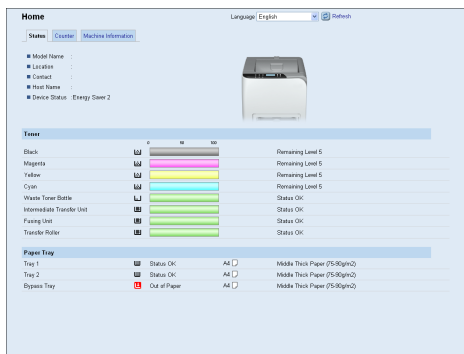 Home
Language English Refresh
Status Counter Machine Information
Model Name :
Location :
Contact :
Host Name :
Device Status : Energy Saver 2
Toner
0 50 100
Black Remaining Level 5
Magenta Remaining Level 5
Yellow Remaining Level 5
Cyan Remaining Level 5
Waste Toner Bottle Status OK
Intermediate Transfer Unit Status OK
Fusing Unit Status OK
Transfer Roller Status OK
Paper Tray
Tray 1 Status OK A4 Middle Thick Paper (75-90g/m2)
Tray 2 Status OK A4 Middle Thick Paper (75-90g/m2)
Bypass Tray Out of Paper A4 Middle Thick Paper (75-90g/m2)